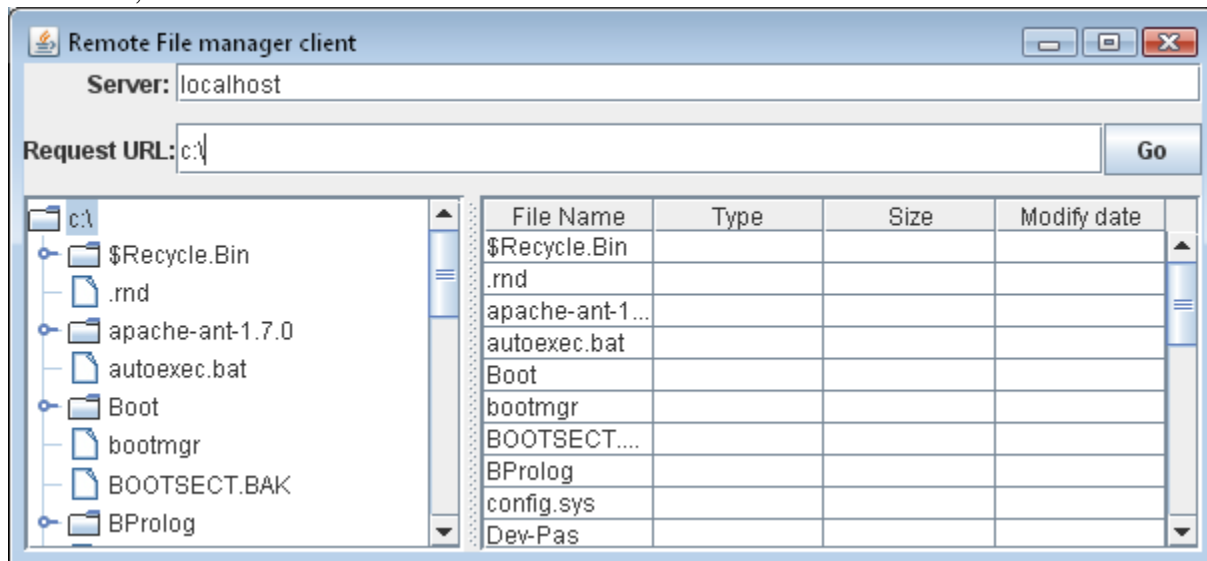 Remote File manager client
Server: localhost
Request URL: c:\ Go
c:\
$Recycle.Bin
.rnd
apache-ant-1.7.0
autoexec.bat
Boot
bootmgr
BOOTSECT.BAK
BProlog
File Name Type Size Modify date
$Recycle.Bin
.rnd
apache-ant-1...
autoexec.bat
Boot
bootmgr
BOOTSECT....
BProlog
config.sys
Dev-Pas